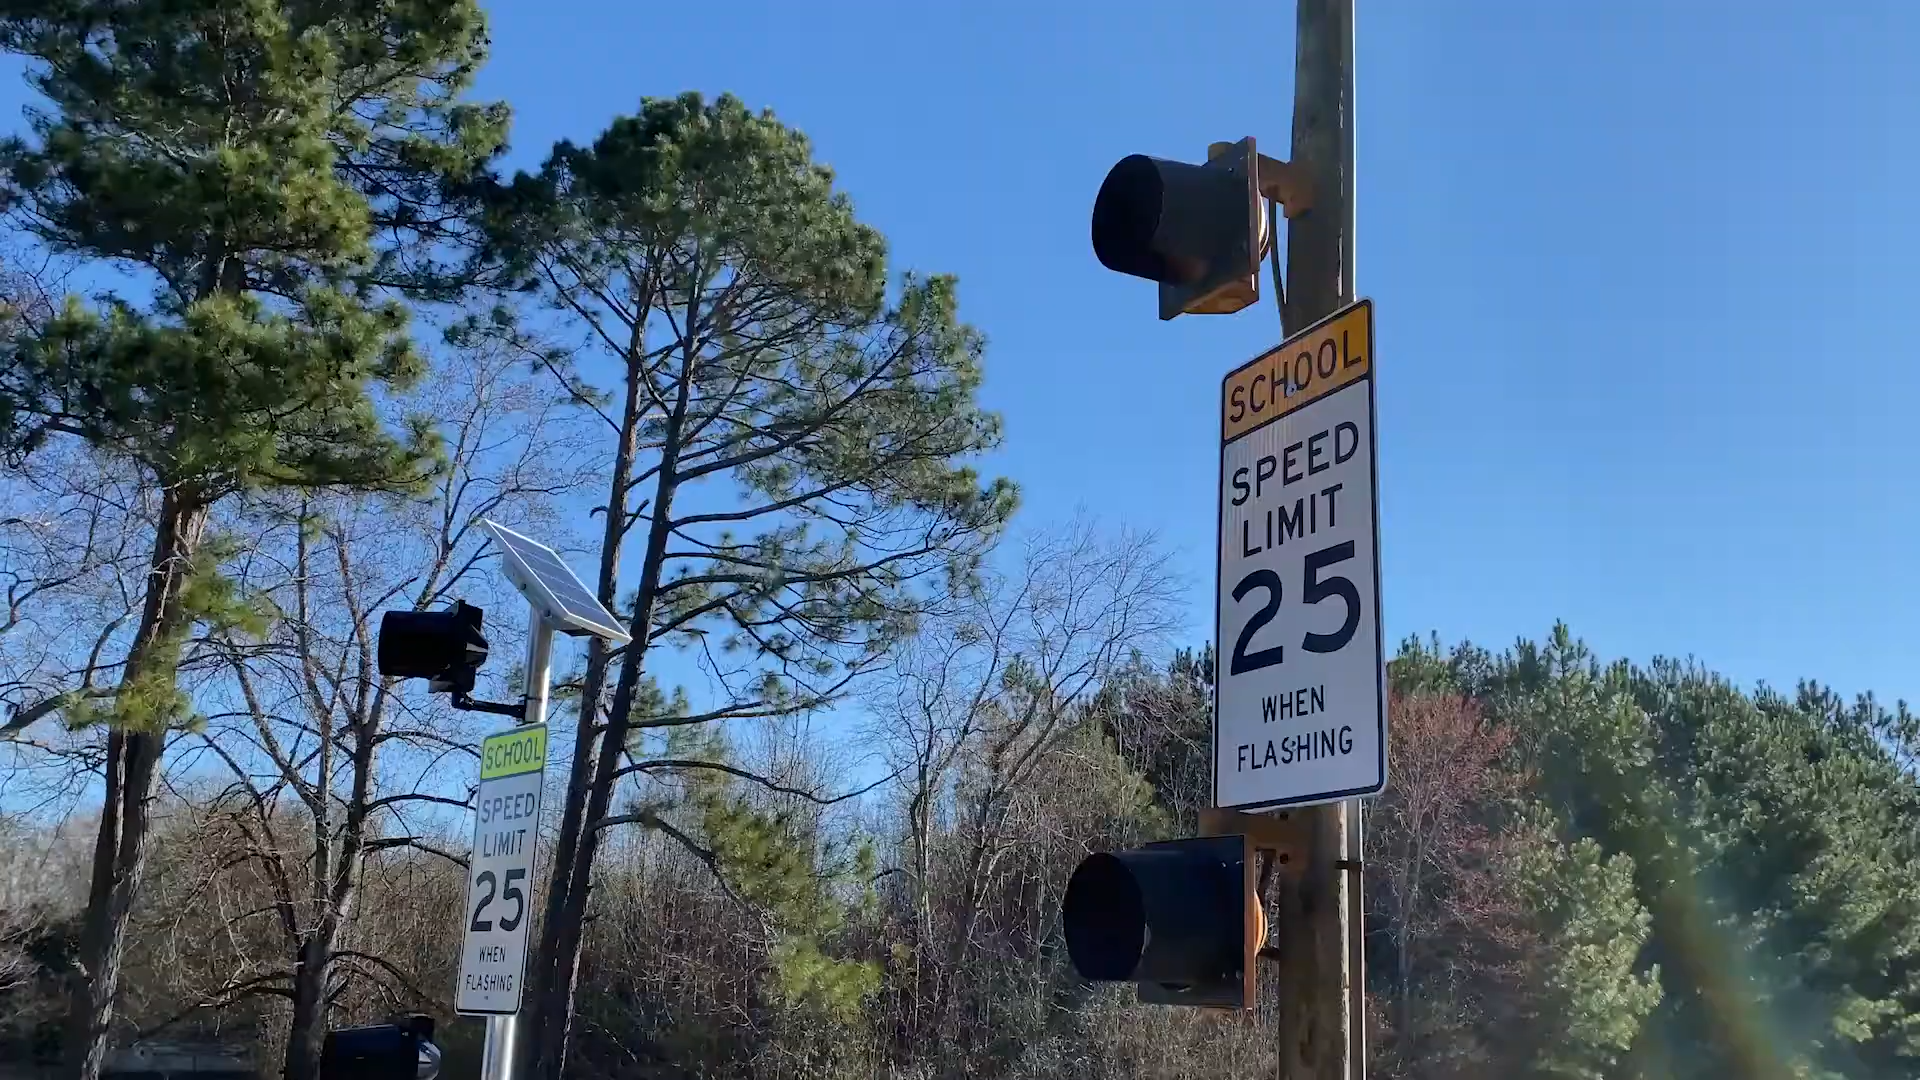 SCHOOL
SPEED
LIMIT
25
WHEN
FLASHING
SCHOOL
SPEED
LIMIT
25
WHEN
FLASHING